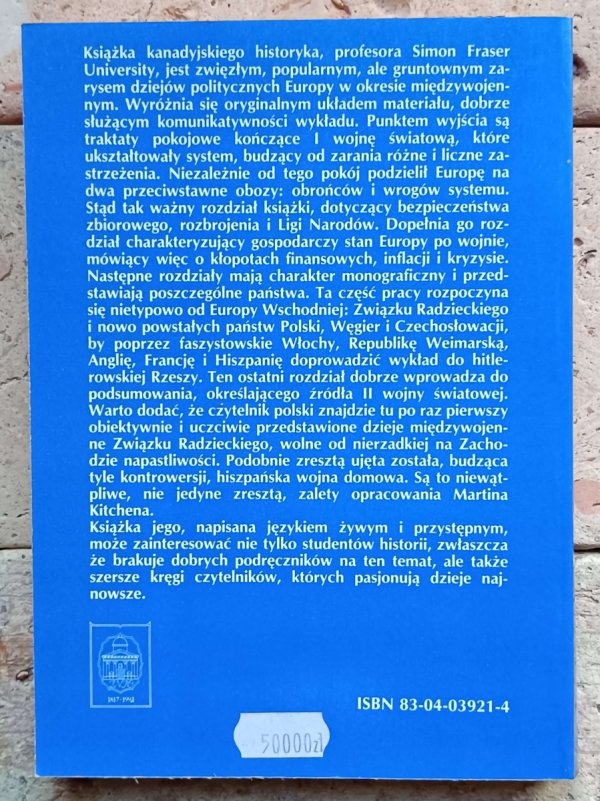 Książka kanadyjskiego historyka, profesora Simon Fraser
University, jest zwięzłym, popularnym, ale gruntownym za-
rysem dziejów politycznych Europy w okresie międzywojen-
nym. Wyróżnia się oryginalnym układem materiału, dobrze
służącym komunikatywności wykładu. Punktem wyjścia są
traktaty pokojowe kończące I wojnę światową, które
ukształtowały system, budzący od zarania różne i liczne za-
strzeżenia. Niezależnie od tego pokój podzielił Europę na
dwa przeciwstawne obozy: obrońców i wrogów systemu.
Stąd tak ważny rozdział książki, dotyczący bezpieczeństwa
zbiorowego, rozbrojenia i Ligi Narodów. Dopełnia go roz-
dział charakteryzujący gospodarczy stan Europy po wojnie,
mówiący więc o kłopotach finansowych, inflacji i kryzysie.
Następne rozdziały mają charakter monograficzny i przed-
stawiają poszczególne państwa. Ta część pracy rozpoczyna
się nietypowo od Europy Wschodniej: Związku Radzieckiego
i nowo powstałych państw Polski, Węgier i Czechosłowacji,
by poprzez faszystowskie Włochy, Republikę Weimarską,
Anglię, Francję i Hiszpanię doprowadzić wykład do hitle-
rowskiej Rzeszy. Ten ostatni rozdział dobrze wprowadza do
podsumowania, określającego źródła II wojny światowej.
Warto dodać, że czytelnik polski znajdzie tu po raz pierwszy
obiektywnie i uczciwie przedstawione dzieje międzywojen-
ne Związku Radzieckiego, wolne od nierzadkiej na Zacho-
dzie napastliwości. Podobnie zresztą ujęta została, budząca
tyle kontrowersji, hiszpańska wojna domowa. Są to niewąt-
pliwe, nie jedyne zresztą, zalety opracowania Martina
Kitchena.
Książka jego, napisana językiem żywym i przystępnym,
może zainteresować nie tylko studentów historii, zwłaszcza
że brakuje dobrych podręczników na ten temat, ale także
szersze kręgi czytelników, których pasjonują dzieje naj-
nowsze.
ISBN 83-04-03921-4
50000zł